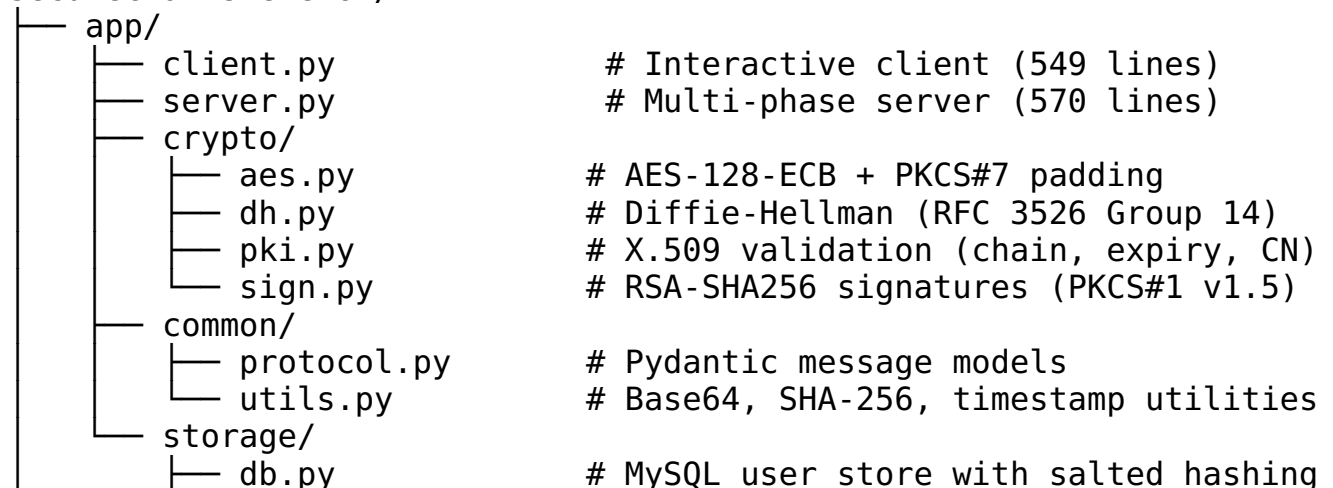 ├── app/
│   ├── client.py                # Interactive client (549 lines)
│   ├── server.py                # Multi-phase server (570 lines)
│   ├── crypto/
│   │   ├── aes.py              # AES-128-ECB + PKCS#7 padding
│   │   ├── dh.py               # Diffie-Hellman (RFC 3526 Group 14)
│   │   ├── pki.py              # X.509 validation (chain, expiry, CN)
│   │   └── sign.py             # RSA-SHA256 signatures (PKCS#1 v1.5)
│   ├── common/
│   │   ├── protocol.py         # Pydantic message models
│   │   └── utils.py            # Base64, SHA-256, timestamp utilities
│   └── storage/
│       ├── db.py               # MySQL user store with salted hashing